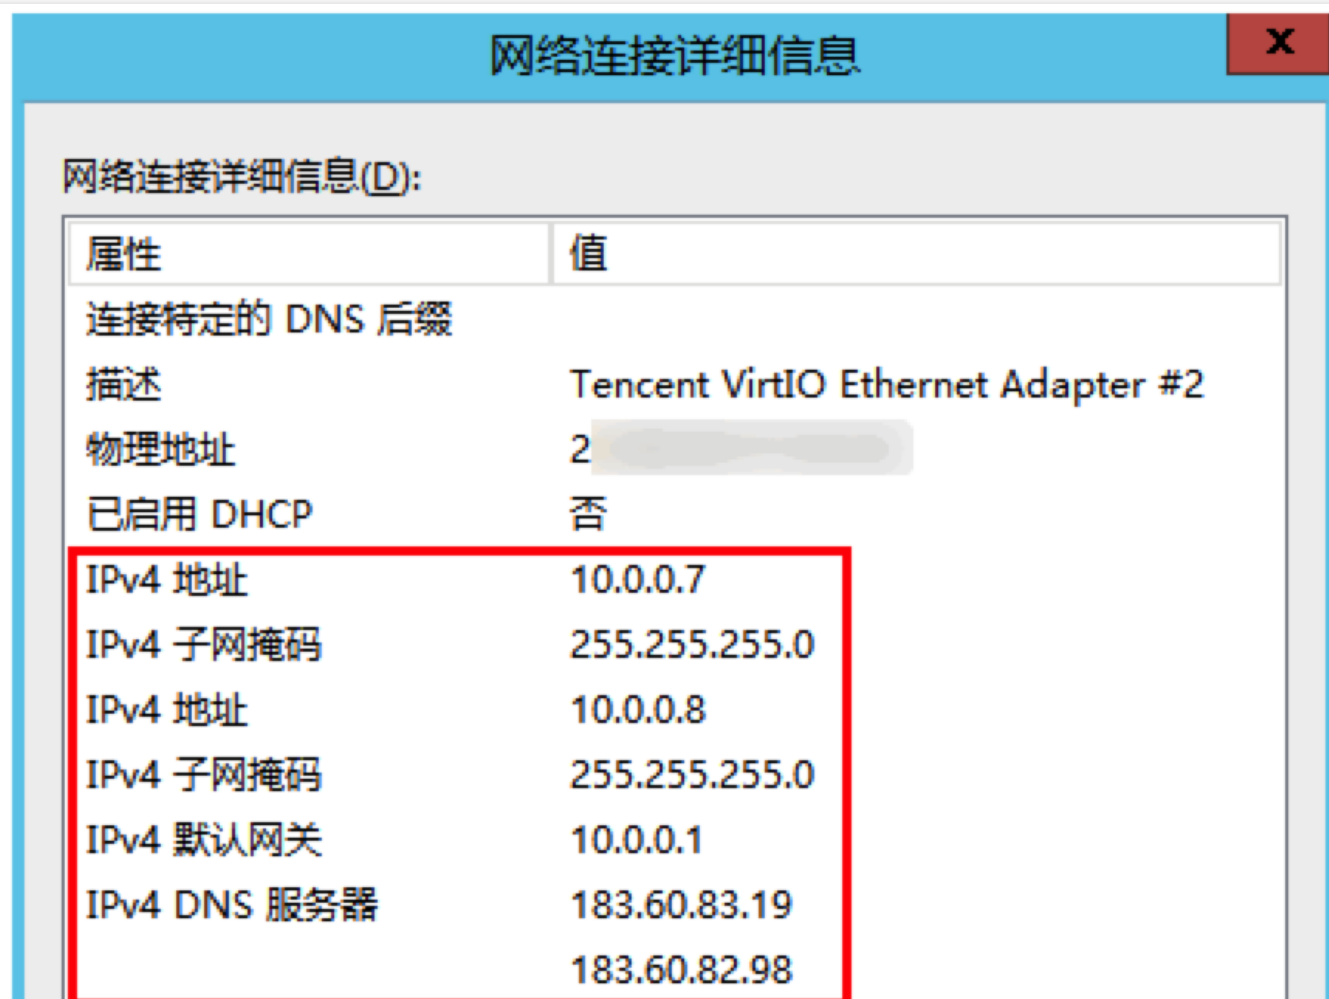 网络连接详细信息
x
网络连接详细信息(D):
属性 值
连接特定的 DNS 后缀
描述 Tencent VirtIO Ethernet Adapter #2
物理地址 2
已启用 DHCP 否
IPv4 地址 10.0.0.7
IPv4 子网掩码 255.255.255.0
IPv4 地址 10.0.0.8
IPv4 子网掩码 255.255.255.0
IPv4 默认网关 10.0.0.1
IPv4 DNS 服务器 183.60.83.19
183.60.82.98